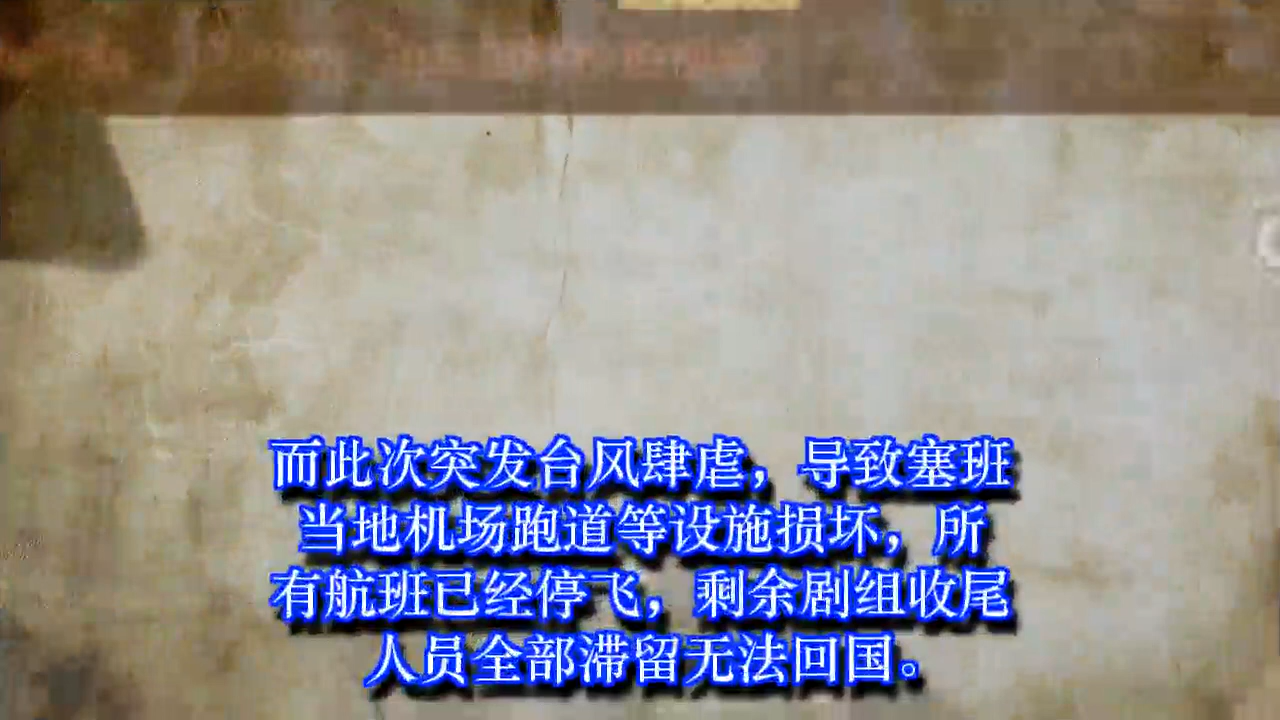 而此次突发台风肆虐，导致塞班
当地机场跑道等设施损坏，所
有航班已经停飞，剩余剧组收尾
人员全部滞留无法回国。